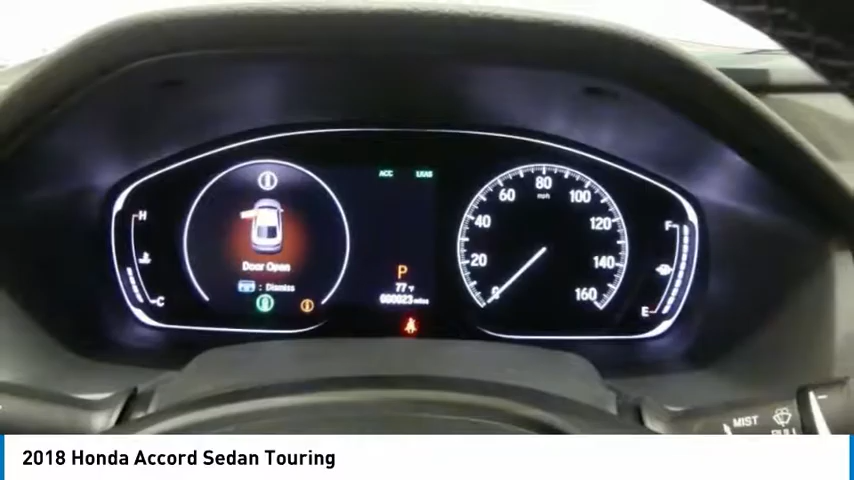 ACC
H
C
Door Open
: Dismiss
P
77°F
000023 miles
0
20
40
60
80
mph
100
120
140
160
F
E
MIST
2018 Honda Accord Sedan Touring